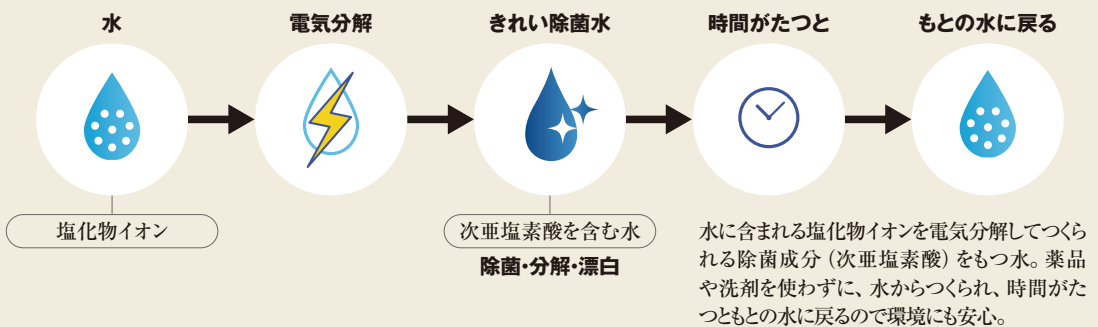 水
電気分解
きれい除菌水
時間がたつと
もとの水に戻る
塩化物イオン
次亜塩素酸を含む水
除菌・分解・漂白
水に含まれる塩化物イオンを電気分解してつくら
れる除菌成分(次亜塩素酸)をもつ水。薬品
や洗剤を使わずに、水からつくられ、時間がた
つともとの水に戻るので環境にも安心。